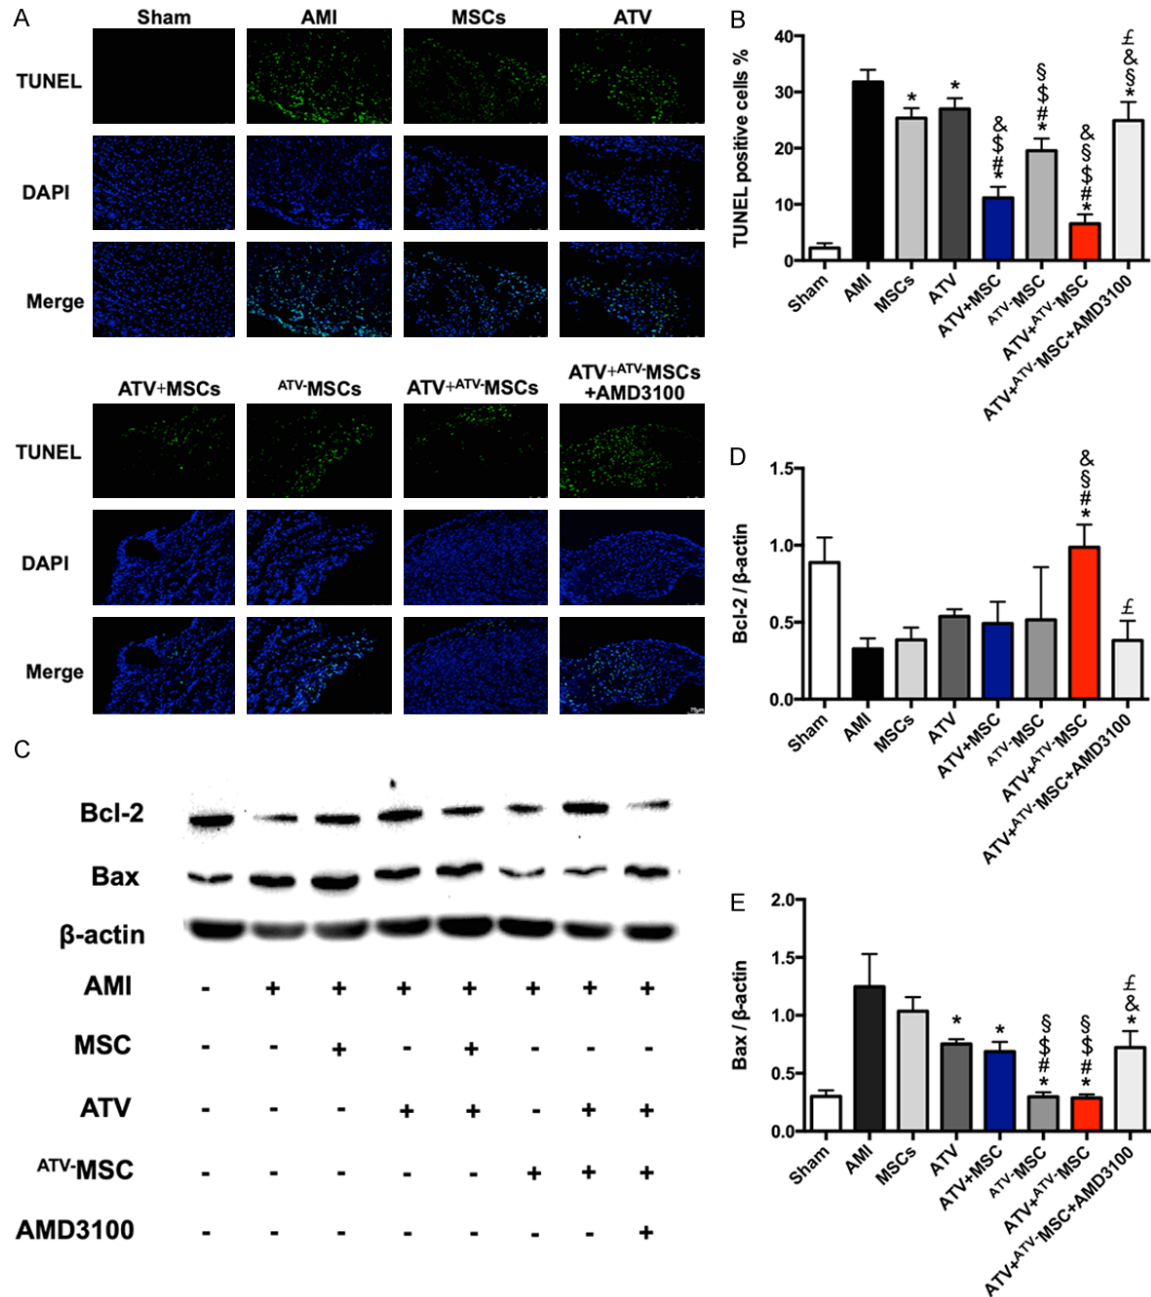 A
Sham AMI MSCs ATV
TUNEL
DAPI
Merge
ATV+MSCs ATV-MSCs ATV+ATV-MSCs ATV+ATV-MSCs
+AMD3100
TUNEL
DAPI
Merge
75μm
B
TUNEL positive cells %
40
30
20
10
0
* * & $ # * § $ # * & § $ # * £ & § *
Sham AMI MSCs ATV ATV+MSC ATV-MSC ATV+ATV-MSC ATV+ATV-MSC+AMD3100
C
Bcl-2
Bax
β-actin
AMI - + + + + + + +
MSC - - + - + - - -
ATV - - - + + - + +
ATV-MSC - - - - - + + +
AMD3100 - - - - - - - +
D
Bcl-2 / β-actin
1.5
1.0
0.5
0.0
& § # * £
Sham AMI MSCs ATV ATV+MSC ATV-MSC ATV+ATV-MSC ATV+ATV-MSC+AMD3100
E
Bax / β-actin
2.0
1.5
1.0
0.5
0.0
* * § $ # * § $ # * £ & *
Sham AMI MSCs ATV ATV+MSC ATV-MSC ATV+ATV-MSC ATV+ATV-MSC+AMD3100